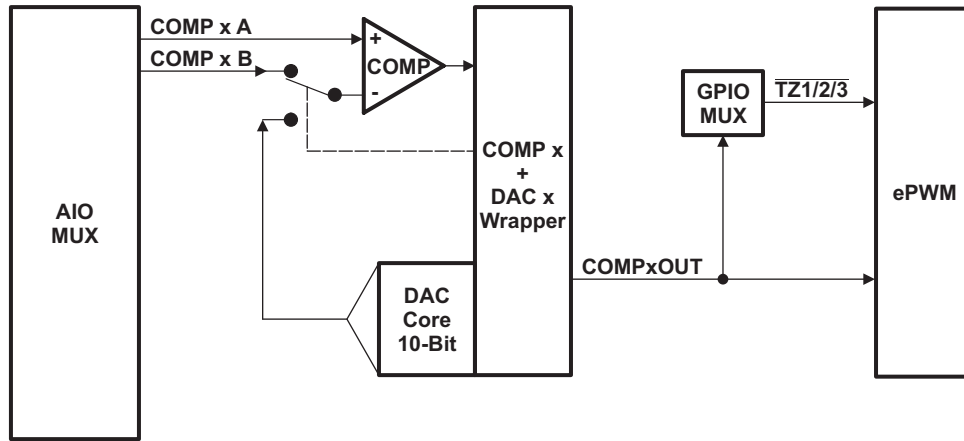 COMP x A
COMP x B
+
COMP
-
AIO
MUX
COMP x
+
DAC x
Wrapper
DAC
Core
10-Bit
COMPxOUT
GPIO
MUX
TZ1/2/3
ePWM